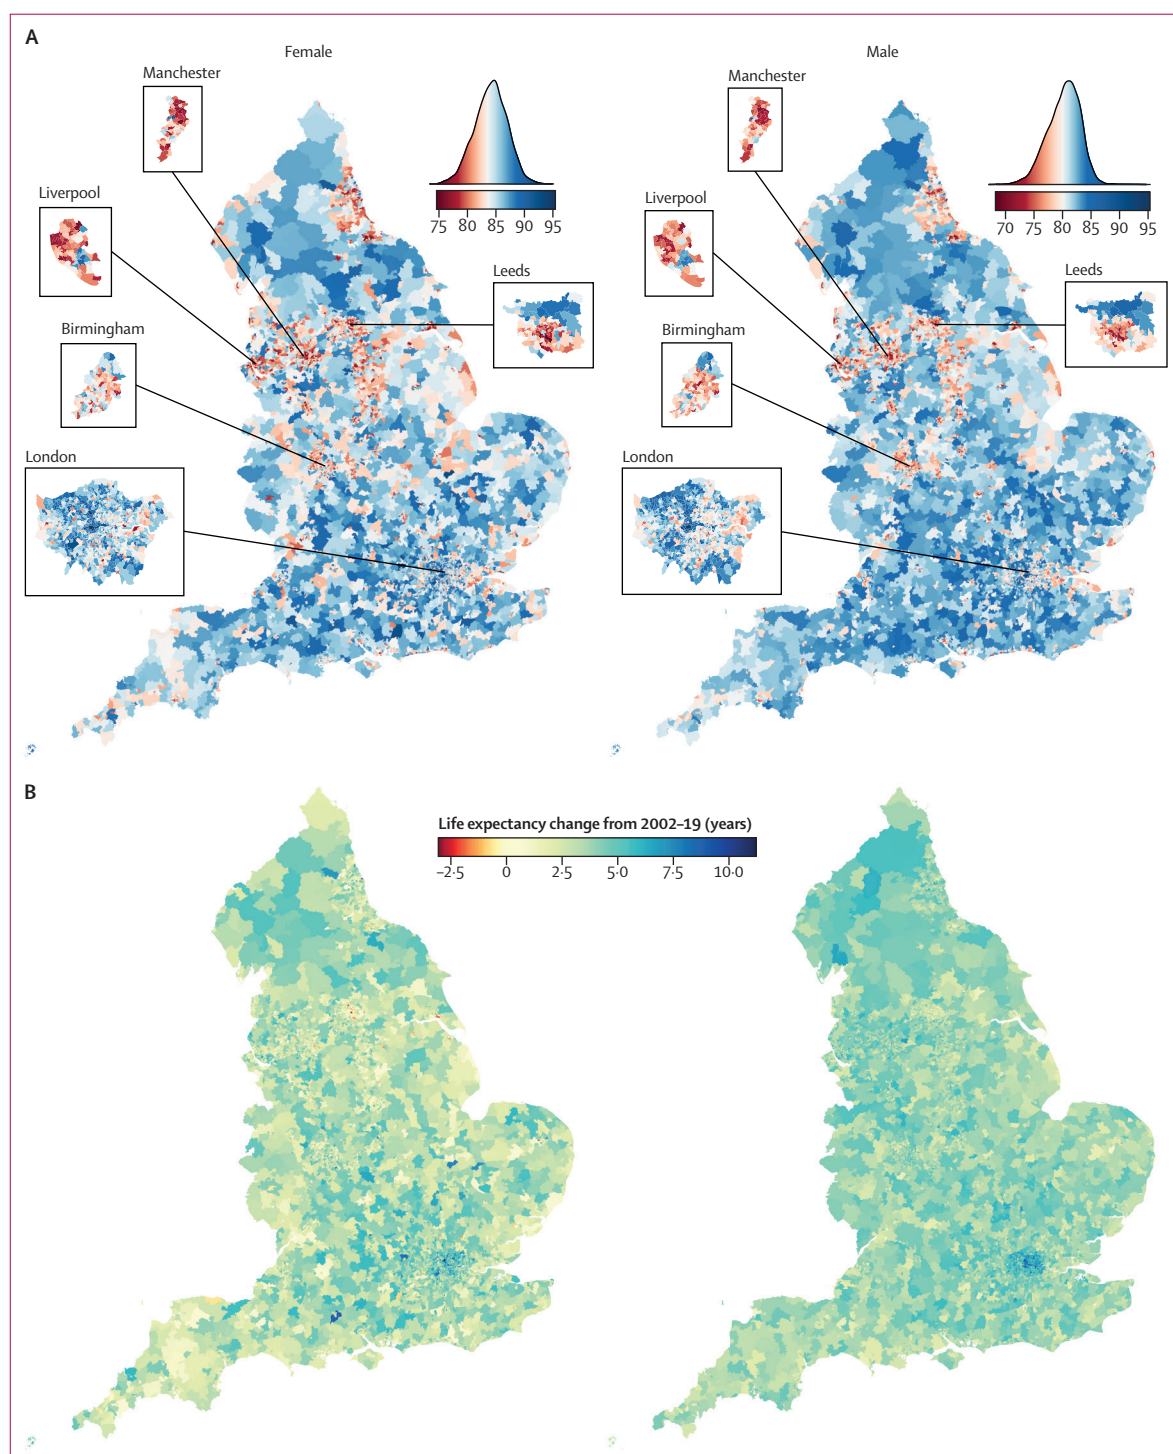 A
Female
Male
Manchester
Manchester
Liverpool
Liverpool
75 80 85 90 95
70 75 80 85 90 95
Leeds
Leeds
Birmingham
Birmingham
London
London
B
Life expectancy change from 2002–19 (years)
–2·5 0 2·5 5·0 7·5 10·0